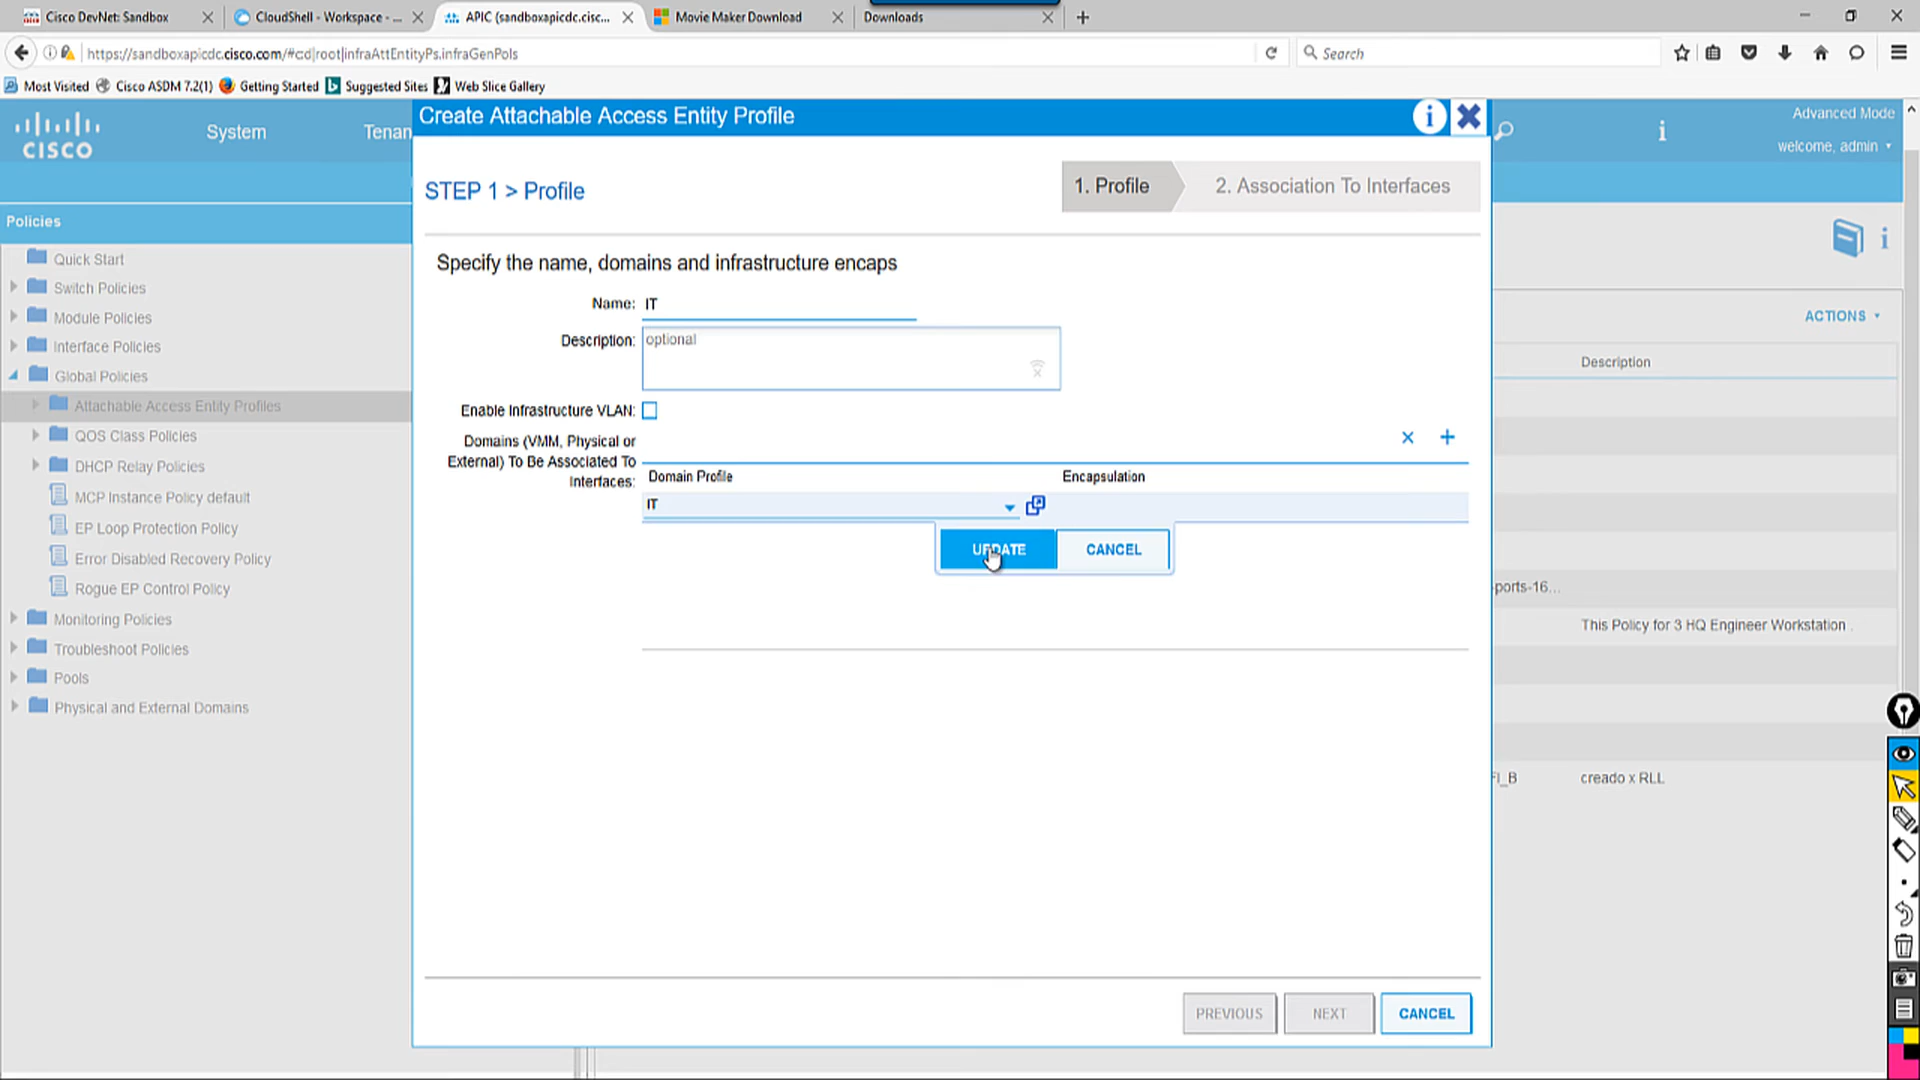 Cisco DevNet: Sandbox
CloudShell - Workspace - ...
APIC (sandboxapicdc.cisc...
Movie Maker Download
Downloads
https://sandboxapicdc.cisco.com/#cd|root|infraAttEntityPs.infraGenPols
Search
Most Visited
Cisco ASDM 7.2(1)
Getting Started
Suggested Sites
Web Slice Gallery
CISCO
System
Tenan
Create Attachable Access Entity Profile
i
i
Advanced Mode
welcome, admin
STEP 1 > Profile
1. Profile
2. Association To Interfaces
Policies
Quick Start
Switch Policies
Module Policies
Interface Policies
Global Policies
Attachable Access Entity Profiles
QOS Class Policies
DHCP Relay Policies
MCP Instance Policy default
EP Loop Protection Policy
Error Disabled Recovery Policy
Rogue EP Control Policy
Monitoring Policies
Troubleshoot Policies
Pools
Physical and External Domains
Specify the name, domains and infrastructure encaps
Name: IT
Description: optional
Enable Infrastructure VLAN:
Domains (VMM, Physical or
External) To Be Associated To
Interfaces:
Domain Profile
Encapsulation
IT
UPDATE
CANCEL
PREVIOUS
NEXT
CANCEL
i
ACTIONS
Description
-ports-16...
This Policy for 3 HQ Engineer Workstation .
FI_B
creado x RLL